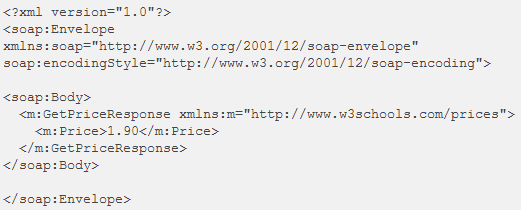 <?xml version="1.0"?>
<soap:Envelope
xmlns:soap="http://www.w3.org/2001/12/soap-envelope"
soap:encodingStyle="http://www.w3.org/2001/12/soap-encoding">
<soap:Body>
<m:GetPriceResponse xmlns:m="http://www.w3schools.com/prices">
<m:Price>1.90</m:Price>
</m:GetPriceResponse>
</soap:Body>
</soap:Envelope>